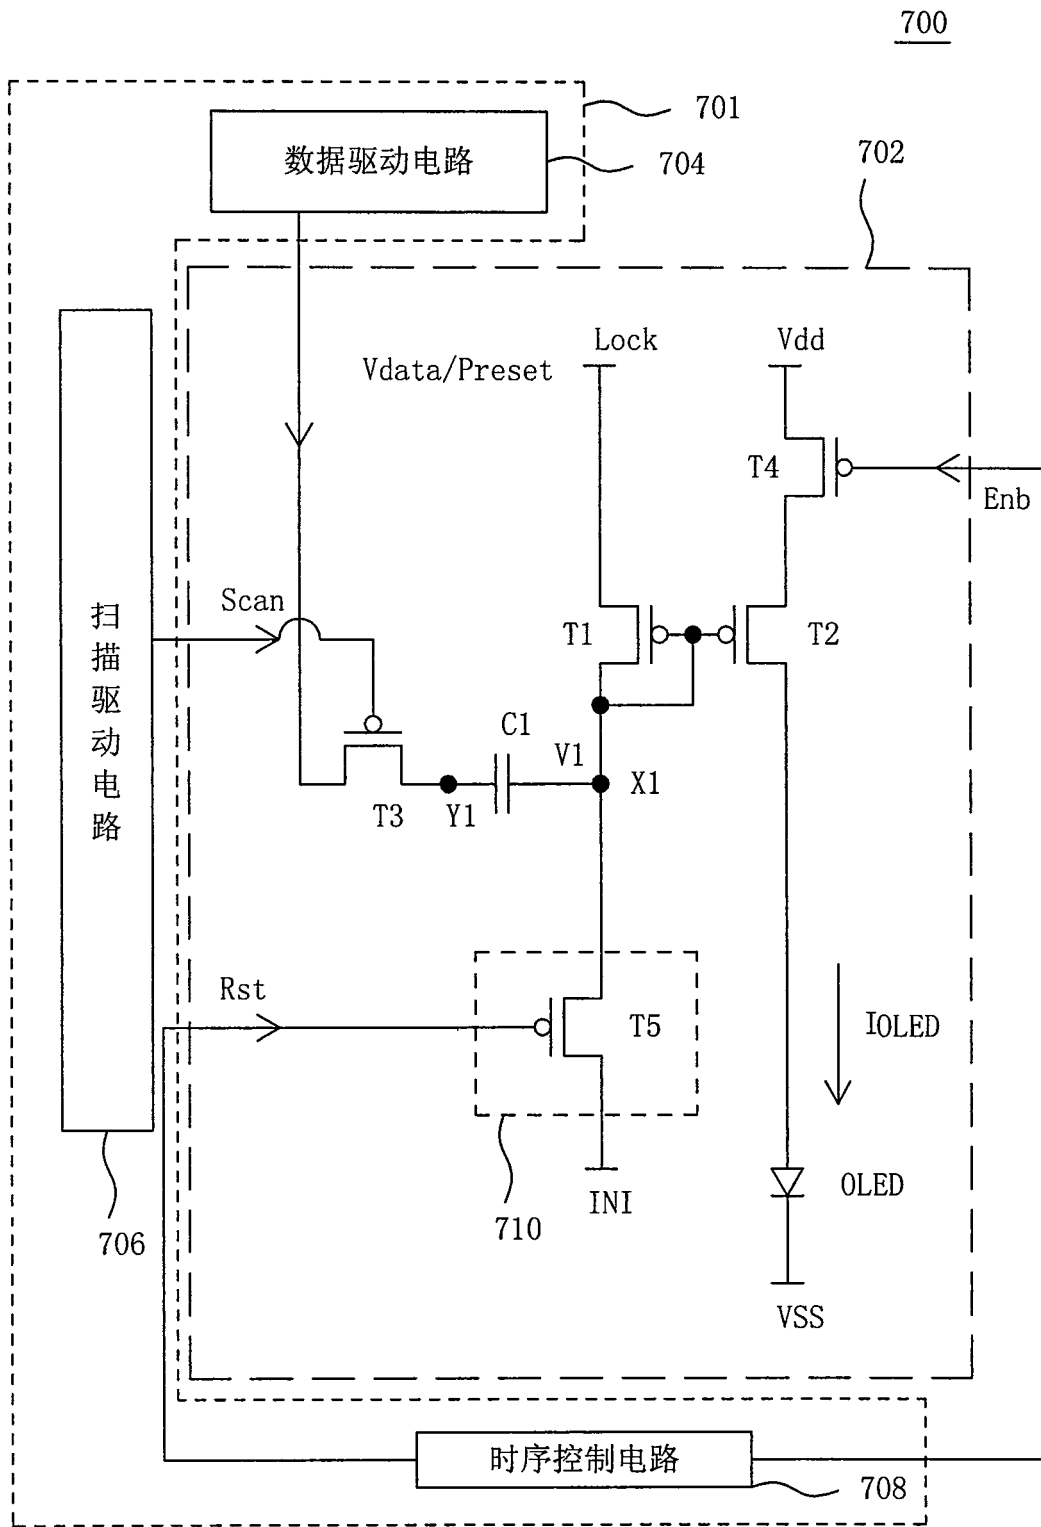 700
701
数据驱动电路
704
702
Lock
Vdd
Vdata/Preset
T4
Enb
Scan
T1
T2
扫描驱动电路
C1
V1
X1
T3
Y1
Rst
T5
IOLED
OLED
INI
710
706
VSS
时序控制电路
708